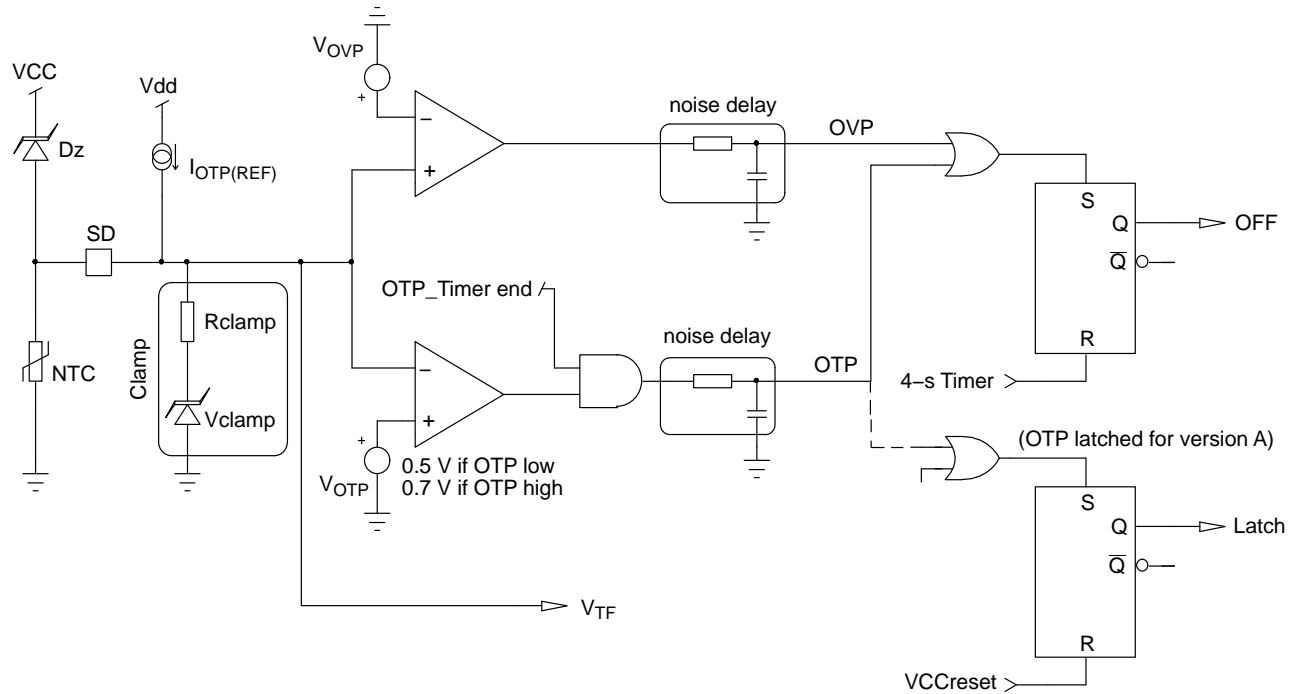 VOVP
VCC
Vdd
noise delay
Dz
IOTP(REF)
−
+
+
OVP
S
Q
OFF
Q
SD
OTP_Timer end
Rclamp
Clamp
noise delay
R
NTC
Vclamp
−
+
+
OTP
4−s Timer
(OTP latched for version A)
VOTP
0.5 V if OTP low
0.7 V if OTP high
S
Q
Latch
Q
VTF
R
VCCreset